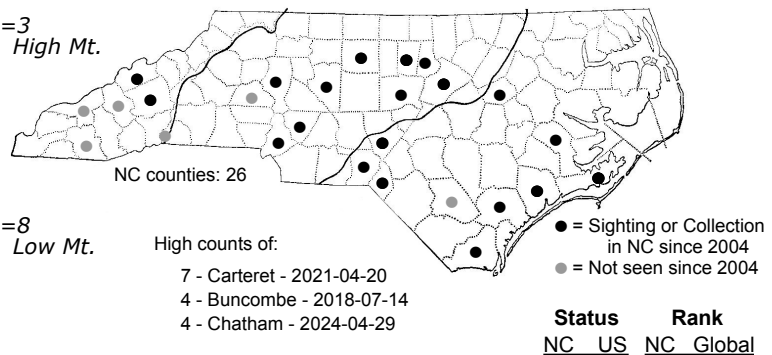 =3
High Mt.
NC counties: 26
=8
Low Mt.
High counts of:
7 - Carteret - 2021-04-20
4 - Buncombe - 2018-07-14
4 - Chatham - 2024-04-29
● = Sighting or Collection
in NC since 2004
● = Not seen since 2004
Status Rank
NC US NC Global